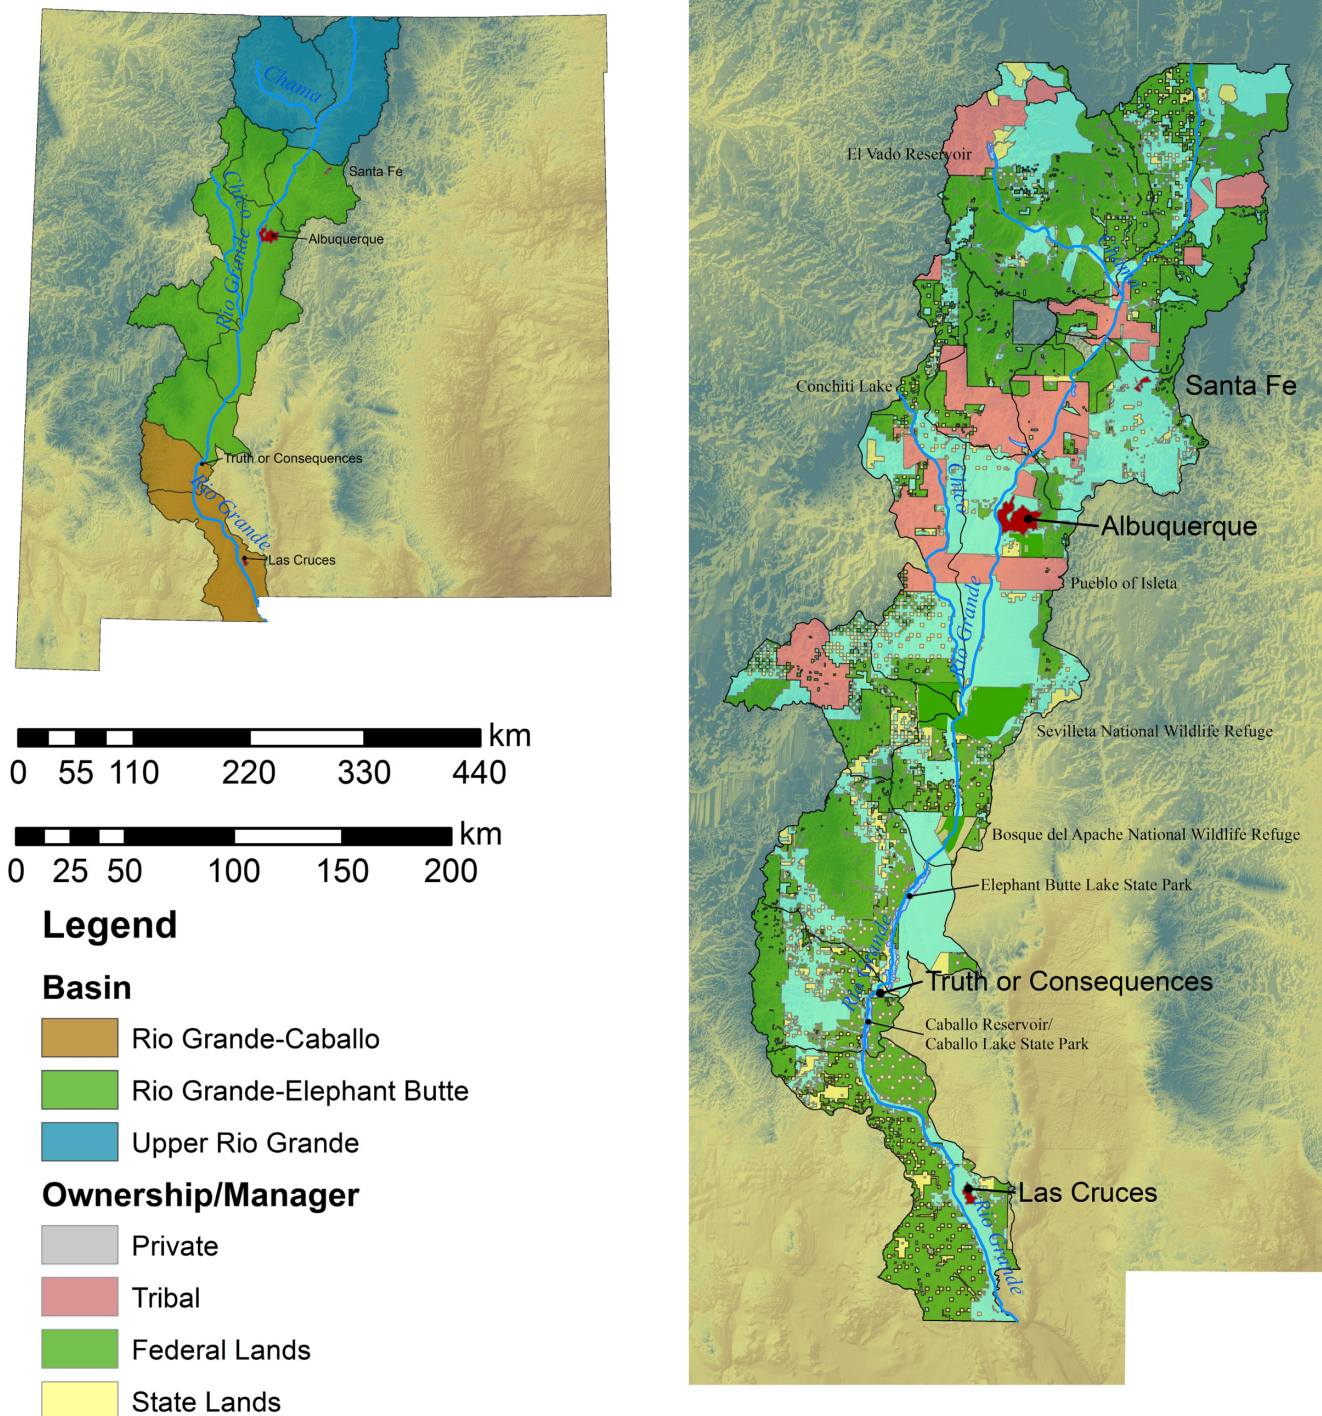 Chama
Santa Fe
Chico
Albuquerque
Rio Grande
Truth or Consequences
Rio Grande
Las Cruces
km
0 55 110 220 330 440
km
0 25 50 100 150 200
Legend
Basin
Rio Grande-Caballo
Rio Grande-Elephant Butte
Upper Rio Grande
Ownership/Manager
Private
Tribal
Federal Lands
State Lands
El Vado Reservoir
Chama
Conchiti Lake
Santa Fe
Chico
Albuquerque
Pueblo of Isleta
Rio Grande
Sevilleta National Wildlife Refuge
Bosque del Apache National Wildlife Refuge
Elephant Butte Lake State Park
Rio Grande
Truth or Consequences
Caballo Reservoir/
Caballo Lake State Park
Las Cruces
Rio Grande